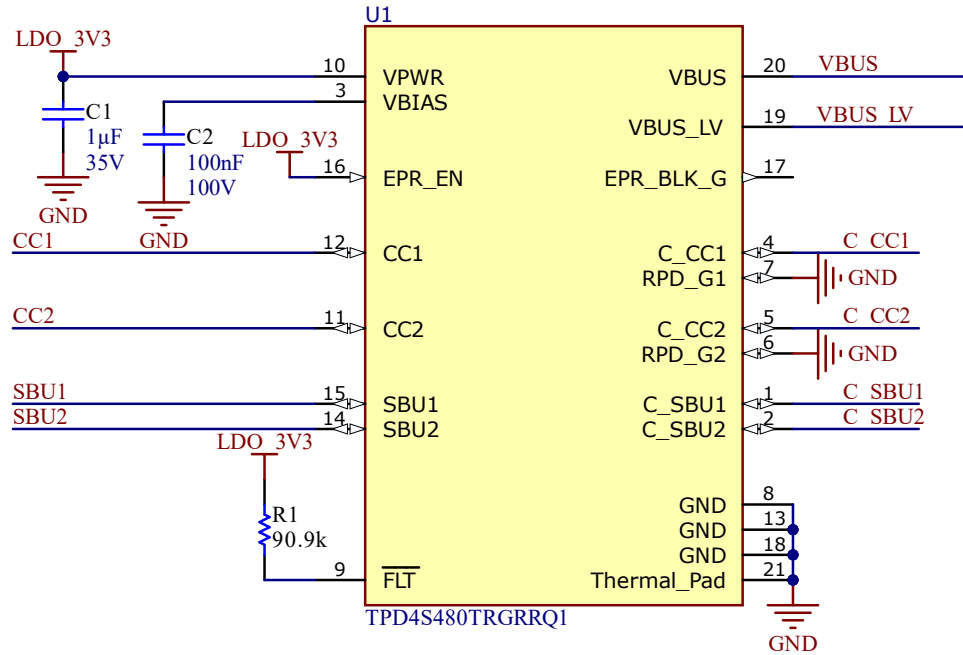 U1
LDO_3V3
10 VPWR VBUS 20 VBUS
3 VBIAS
C1
1µF
35V
C2
100nF
100V
VBUS_LV 19 VBUS_LV
LDO_3V3
16 EPR_EN EPR_BLK_G 17
GND
GND
CC1 12 CC1 C_CC1 4 C_CC1
RPD_G1 7 GND
CC2 11 CC2 C_CC2 5 C_CC2
RPD_G2 6 GND
SBU1 15 SBU1 C_SBU1 1 C_SBU1
SBU2 14 SBU2 C_SBU2 2 C_SBU2
LDO_3V3
R1
90.9k
GND 8
GND 13
GND 18
9 FLT Thermal_Pad 21
TPD4S480TRGRRQ1
GND